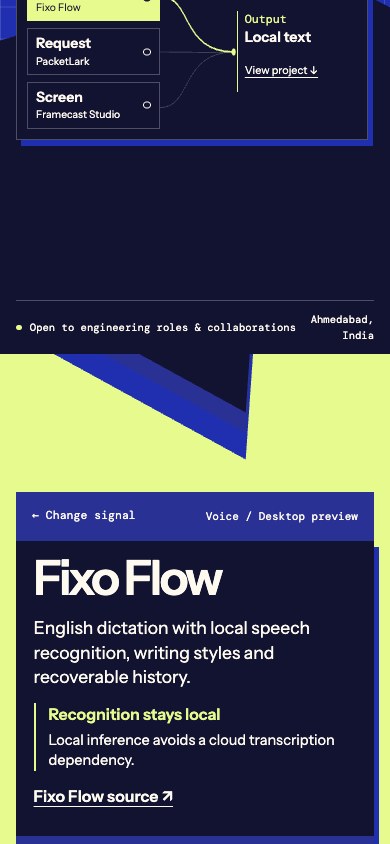 Fixo Flow
Output
Local text
Request
PacketLark
View project ↓
Screen
Framecast Studio
Open to engineering roles & collaborations
Ahmedabad,
India
← Change signal
Voice / Desktop preview
Fixo Flow
English dictation with local speech
recognition, writing styles and
recoverable history.
Recognition stays local
Local inference avoids a cloud transcription
dependency.
Fixo Flow source ↗